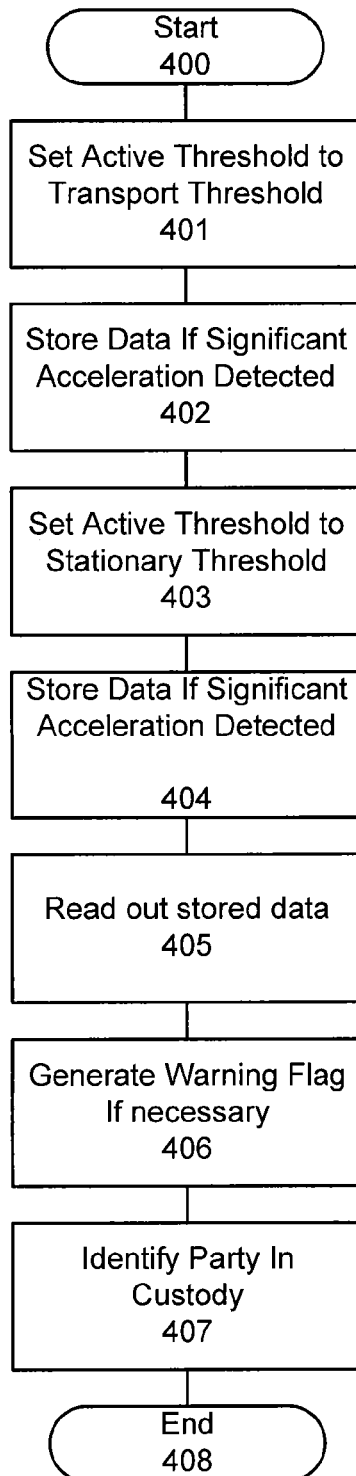 Start
400
Set Active Threshold to
Transport Threshold
401
Store Data If Significant
Acceleration Detected
402
Set Active Threshold to
Stationary Threshold
403
Store Data If Significant
Acceleration Detected
404
Read out stored data
405
Generate Warning Flag
If necessary
406
Identify Party In
Custody
407
End
408